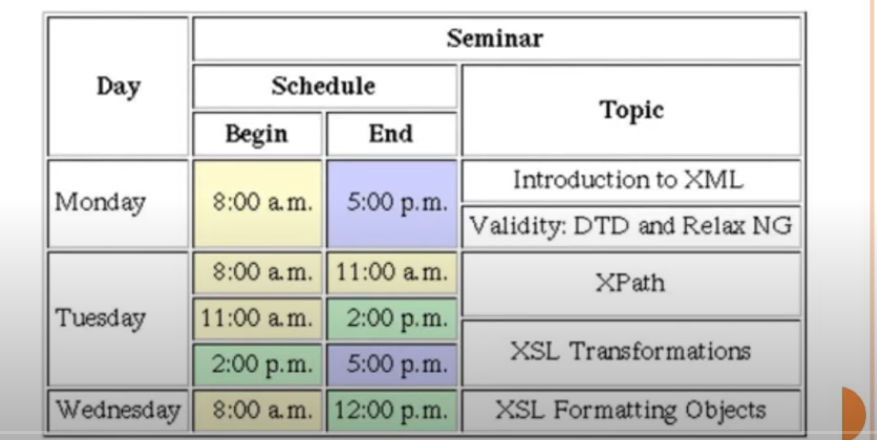 Seminar
Day
Schedule
Topic
Begin End
Monday 8:00 a.m. 5:00 p.m. Introduction to XML
Validity: DTD and Relax NG
Tuesday 8:00 a.m. 11:00 a.m. XPath
11:00 a.m. 2:00 p.m.
2:00 p.m. 5:00 p.m. XSL Transformations
Wednesday 8:00 a.m. 12:00 p.m. XSL Formatting Objects